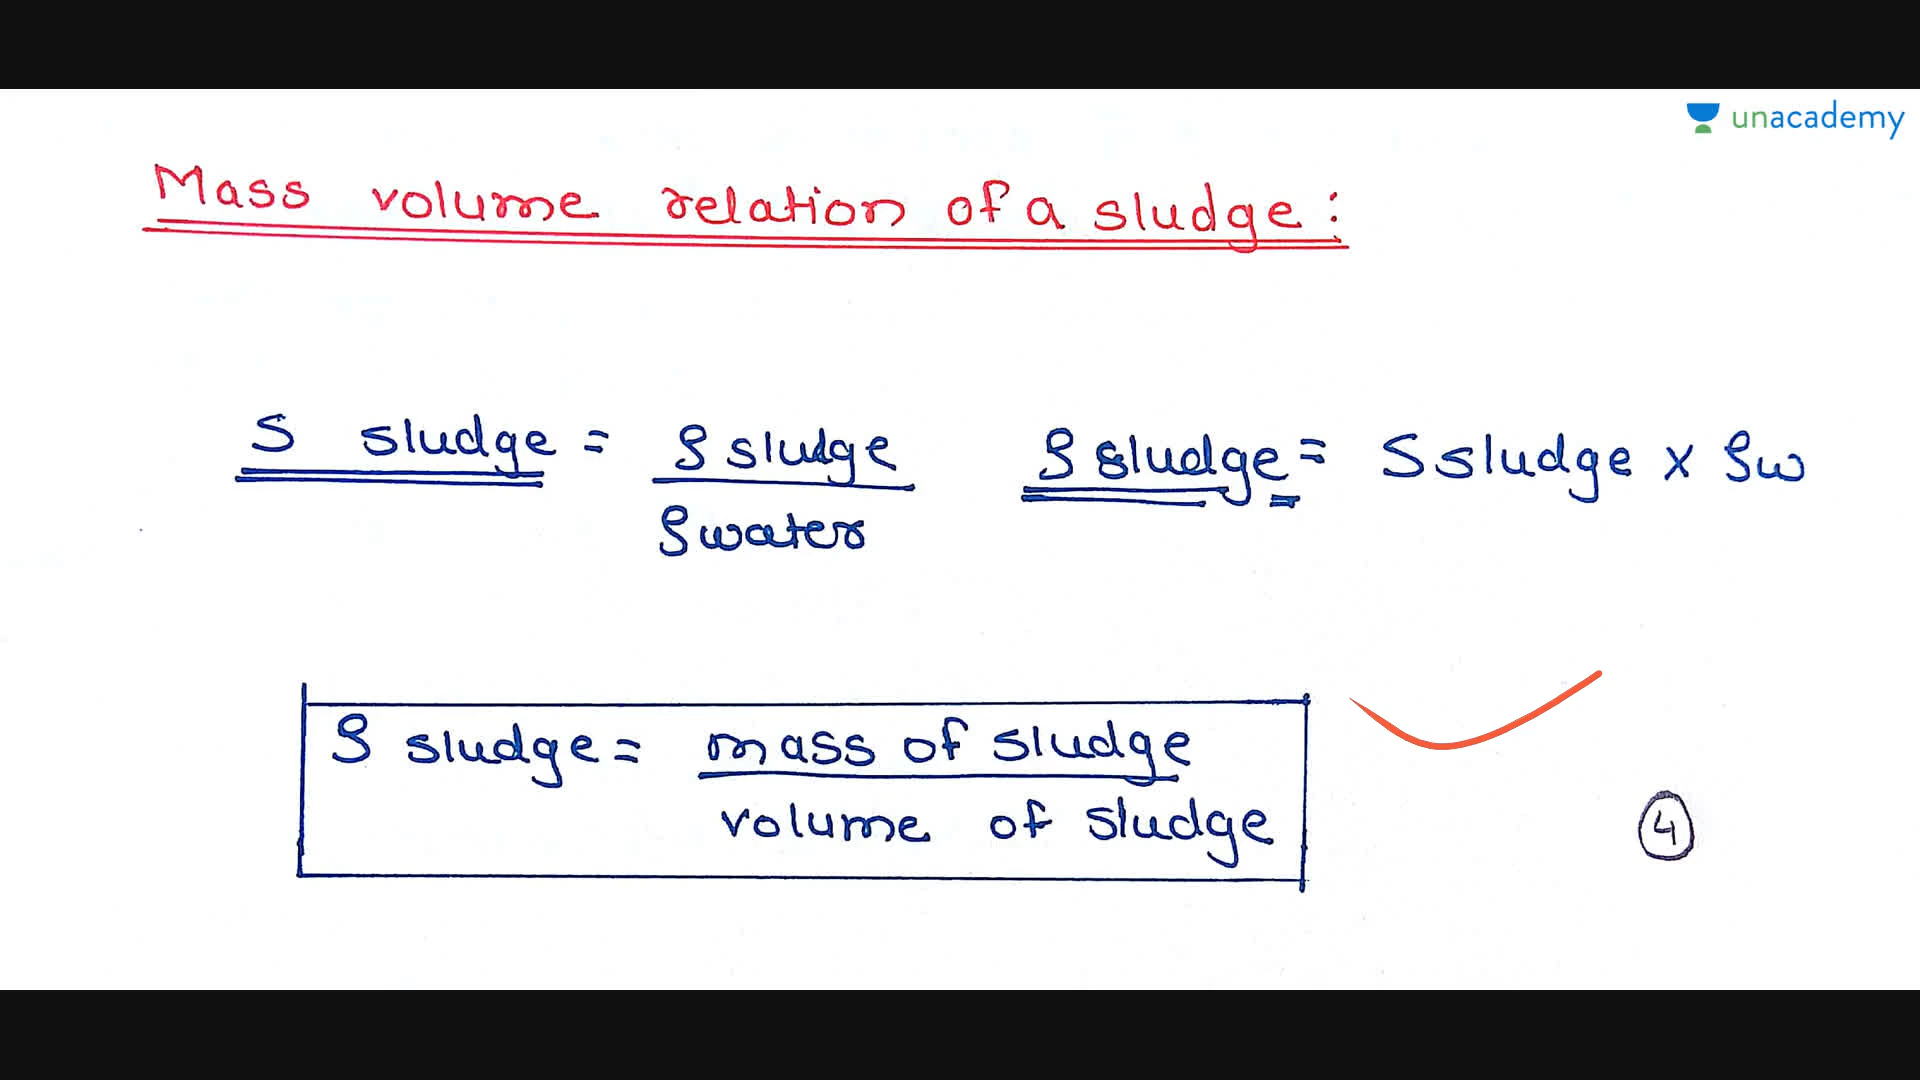 unacademy
Mass volume relation of a sludge :
S sludge = ρ sludge / ρ water    ρ sludge = S sludge x ρw
ρ sludge = mass of sludge / volume of sludge
4